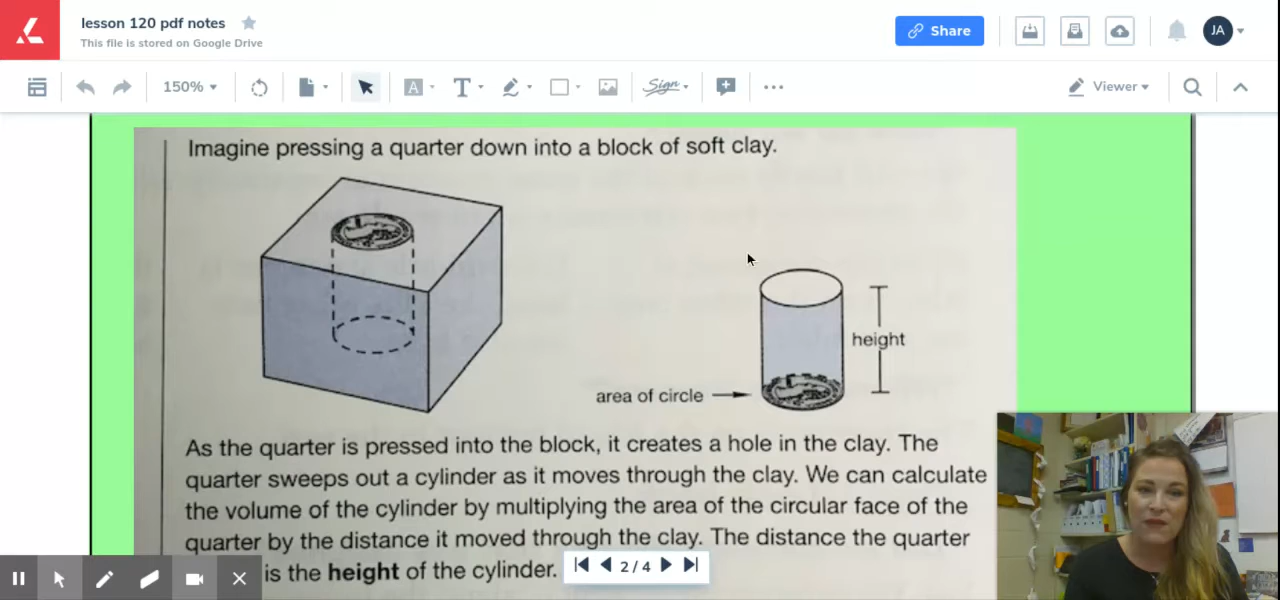 lesson 120 pdf notes
This file is stored on Google Drive
Share
JA
150%
A
T
Sign
Viewer
Imagine pressing a quarter down into a block of soft clay.
height
area of circle
As the quarter is pressed into the block, it creates a hole in the clay. The
quarter sweeps out a cylinder as it moves through the clay. We can calculate
the volume of the cylinder by multiplying the area of the circular face of the
quarter by the distance it moved through the clay. The distance the quarter
is the height of the cylinder.
2 / 4